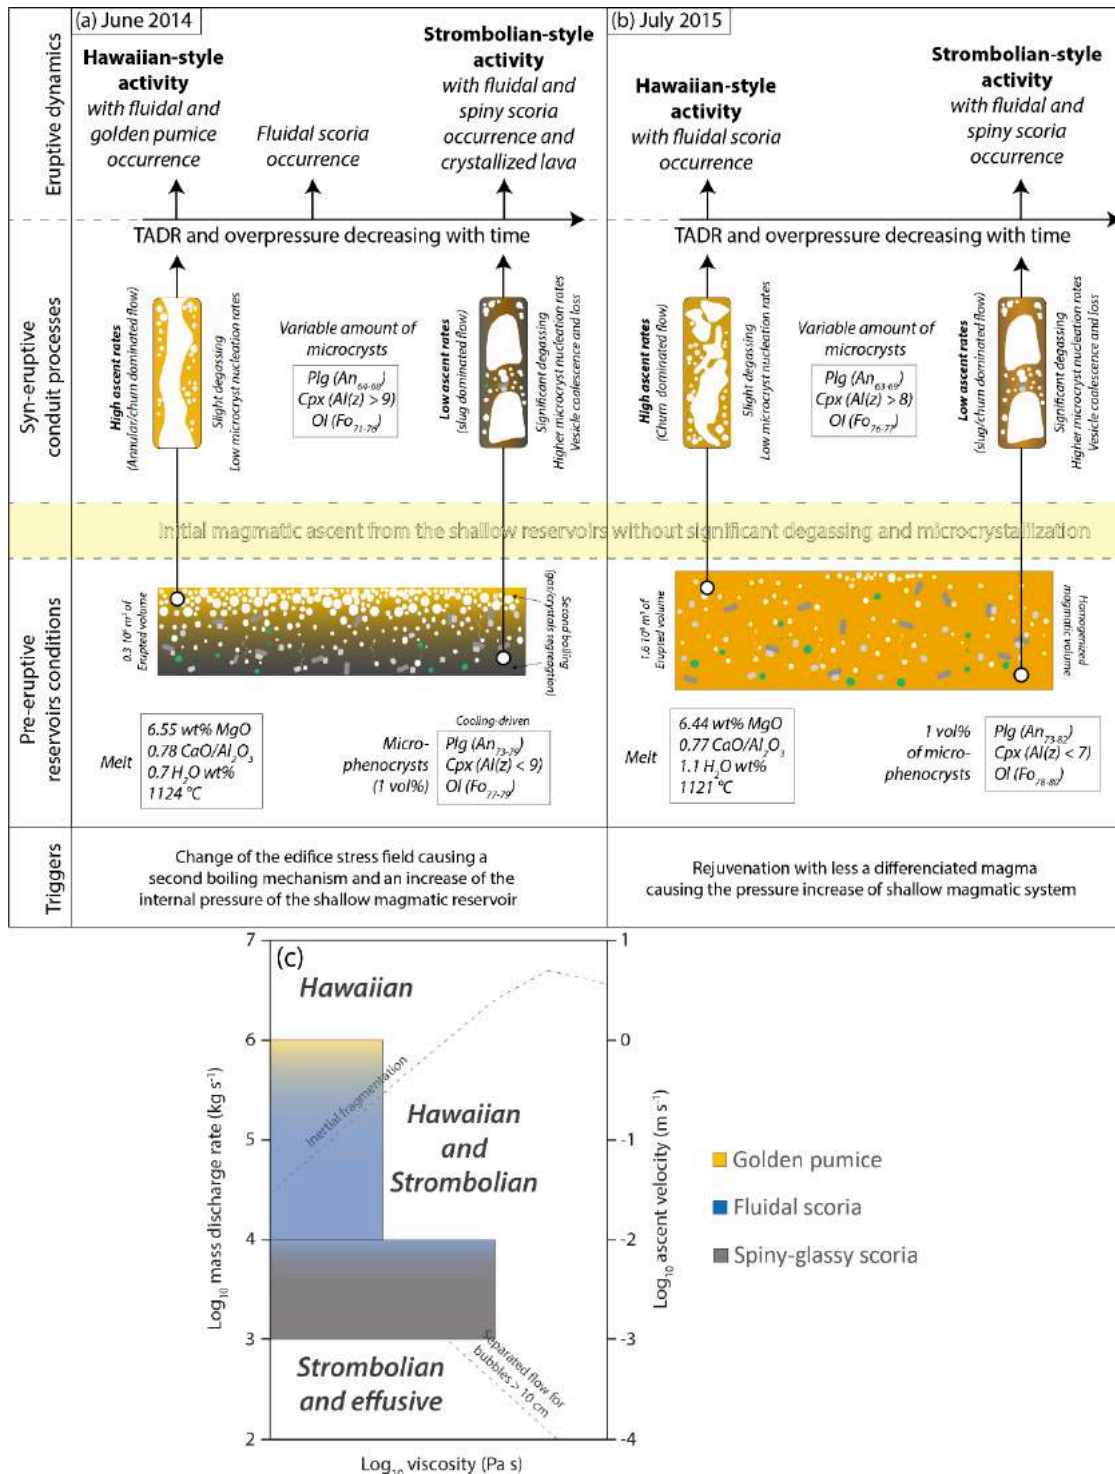 (a) June 2014
Hawaiian-style
activity
with fluidal and
golden pumice
occurrence
Fluidal scoria
occurrence
Strombolian-style
activity
with fluidal and
spiny scoria
occurrence and
crystallized lava
(b) July 2015
Hawaiian-style
activity
with fluidal scoria
occurrence
Strombolian-style
activity
with fluidal and
spiny scoria
occurrence
Eruptive dynamics
TADR and overpressure decreasing with time
TADR and overpressure decreasing with time
Syn-eruptive
conduit processes
High ascent rates
(Annular/churn dominated flow)
Slight degassing
Low microcryst nucleation rates
Variable amount of
microcrysts
Plg (An64-68)
Cpx (Al(z) > 9)
Ol (Fo71-78)
Low ascent rates
(slug dominated flow)
Significant degassing
Higher microcryst nucleation rates
Vesicle coalescence and loss
High ascent rates
(Churn dominated flow)
Slight degassing
Low microcryst nucleation rates
Variable amount of
microcrysts
Plg (An63-69)
Cpx (Al(z) > 8)
Ol (Fo76-77)
Low ascent rates
(slug/churn dominated flow)
Significant degassing
Higher microcryst nucleation rates
Vesicle coalescence and loss
Initial magmatic ascent from the shallow reservoirs without significant degassing and microcrystallization
Pre-eruptive
reservoirs conditions
0.3 10⁶ m³ of
Erupted volume
Second boiling
(gas/crystals segregation)
1.6 10⁶ m³ of
Erupted volume
Homogenized
magmatic volume
Melt
6.55 wt% MgO
0.78 CaO/Al2O3
0.7 H2O wt%
1124 °C
Micro-
phenocrysts
(1 vol%)
Cooling-driven
Plg (An73-79)
Cpx (Al(z) < 9)
Ol (Fo77-79)
Melt
6.44 wt% MgO
0.77 CaO/Al2O3
1.1 H2O wt%
1121 °C
1 vol%
of micro-
phenocrysts
Plg (An73-82)
Cpx (Al(z) < 7)
Ol (Fo78-80)
Triggers
Change of the edifice stress field causing a
second boiling mechanism and an increase of the
internal pressure of the shallow magmatic reservoir
Rejuvenation with less a differenciated magma
causing the pressure increase of shallow magmatic system
(c)
Hawaiian
Hawaiian
and
Strombolian
Strombolian
and effusive
Inertial fragmentation
Separated flow for
bubbles > 10 cm
7
6
5
4
3
2
Log10 mass discharge rate (kg s⁻¹)
1
0
-1
-2
-3
-4
Log10 ascent velocity (m s⁻¹)
Log10 viscosity (Pa s)
Golden pumice
Fluidal scoria
Spiny-glassy scoria